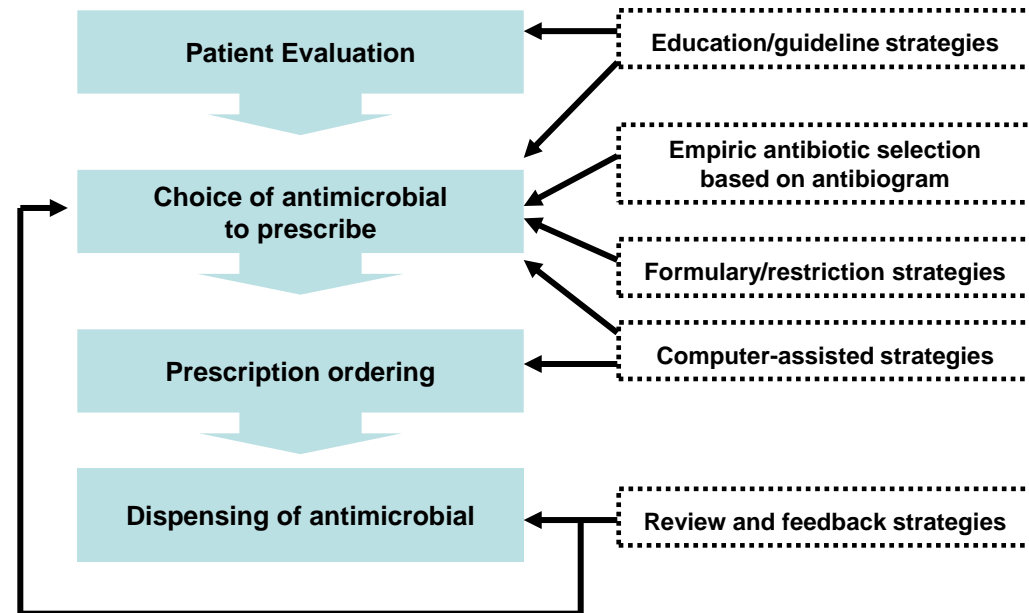 Patient Evaluation
Education/guideline strategies
Empiric antibiotic selection
based on antibiogram
Choice of antimicrobial
to prescribe
Formulary/restriction strategies
Computer-assisted strategies
Prescription ordering
Dispensing of antimicrobial
Review and feedback strategies